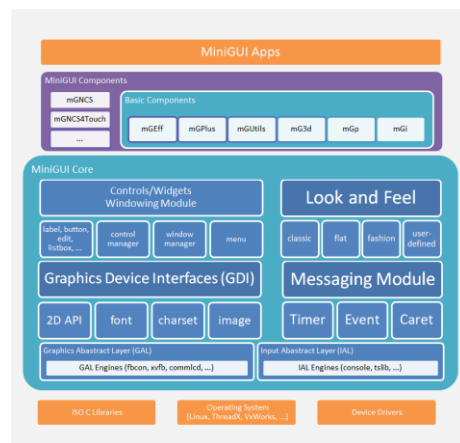 MiniGUI Apps
MiniGUI Components
mGNCS
mGNCS4Touch
...
Basic Components
mGEff
mGPlus
mGUtils
mG3d
mGp
mGi
MiniGUI Core
Controls/Widgets
Windowing Module
Look and Feel
label, button,
edit,
listbox, ...
control
manager
window
manager
menu
classic
flat
fashion
user-
defined
Graphics Device Interfaces (GDI)
Messaging Module
2D API
font
charset
image
Timer
Event
Caret
Graphics Abastract Layer (GAL)
GAL Engines (fbcon, xvfb, commlcd, ...)
Input Abastract Layer (IAL)
IAL Engines (console, tslib, ...)
ISO C Libraries
Operating System
(Linux, ThreadX, VxWorks, ...)
Device Drivers